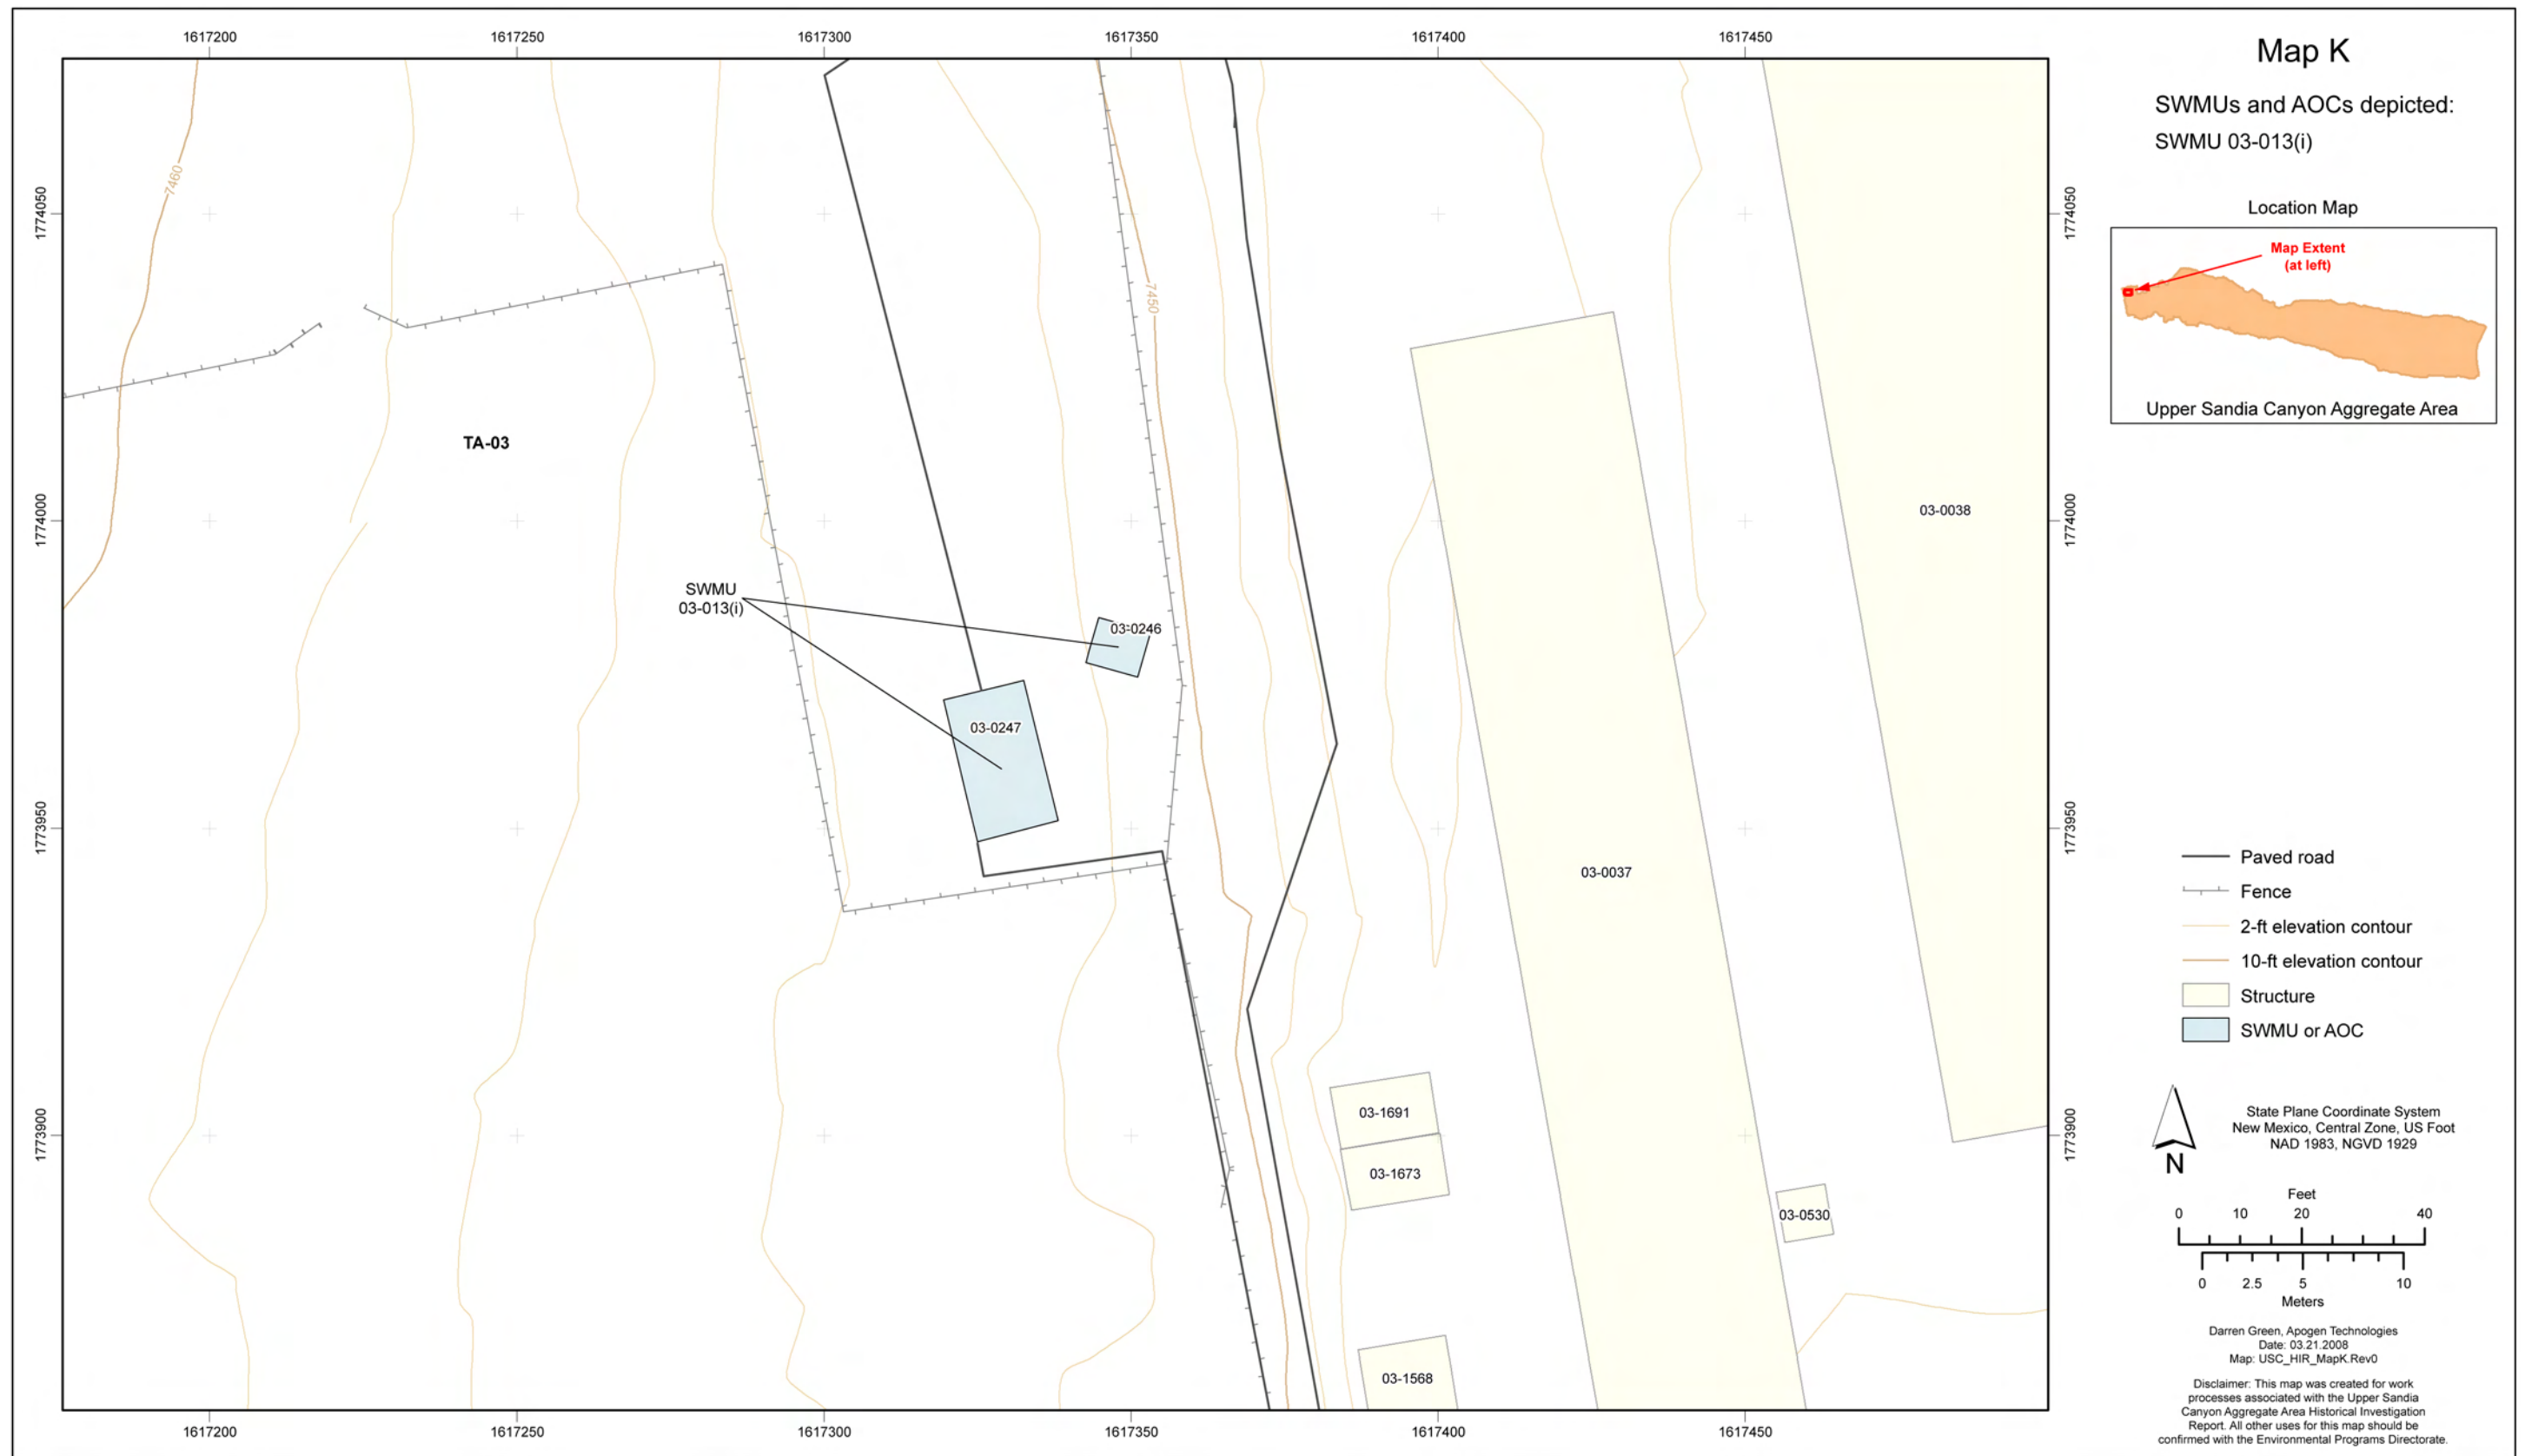 1617200
1617250
1617300
1617350
1617400
1617450
1774050
1774000
1773950
1773900
7460
7450
TA-03
SWMU
03-013(i)
03-0246
03-0247
03-0038
03-0037
03-1691
03-1673
03-0530
03-1568
1774050
1774000
1773950
1773900
1617200
1617250
1617300
1617350
1617400
1617450
Map K
SWMUs and AOCs depicted:
SWMU 03-013(i)
Location Map
Map Extent
(at left)
Upper Sandia Canyon Aggregate Area
Paved road
Fence
2-ft elevation contour
10-ft elevation contour
Structure
SWMU or AOC
N
State Plane Coordinate System
New Mexico, Central Zone, US Foot
NAD 1983, NGVD 1929
Feet
0 10 20 40
0 2.5 5 10
Meters
Darren Green, Apogen Technologies
Date: 03.21.2008
Map: USC_HIR_MapK.Rev0
Disclaimer: This map was created for work
processes associated with the Upper Sandia
Canyon Aggregate Area Historical Investigation
Report. All other uses for this map should be
confirmed with the Environmental Programs Directorate.